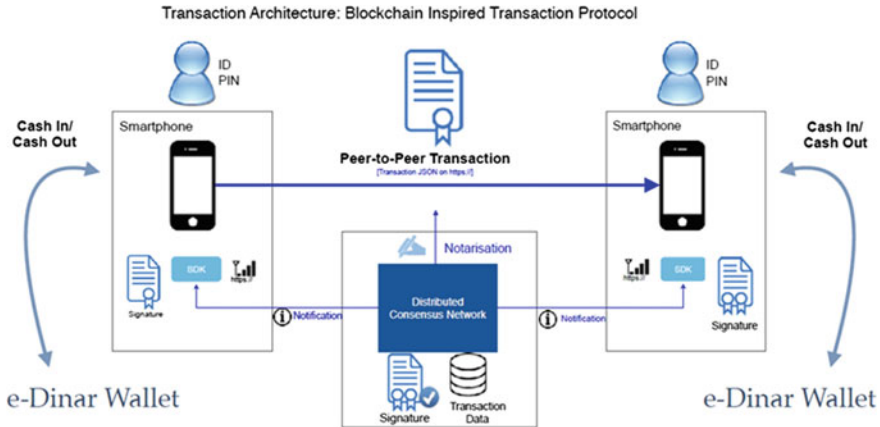 Transaction Architecture: Blockchain Inspired Transaction Protocol
ID
PIN
ID
PIN
Cash In/
Cash Out
Smartphone
Peer-to-Peer Transaction
[Transaction JSON on https://]
Smartphone
Cash In/
Cash Out
Notarisation
SDK
https://
Signature
Distributed
Consensus Network
https://
SDK
Signature
Notification
Notification
Signature
Transaction
Data
e-Dinar Wallet
e-Dinar Wallet